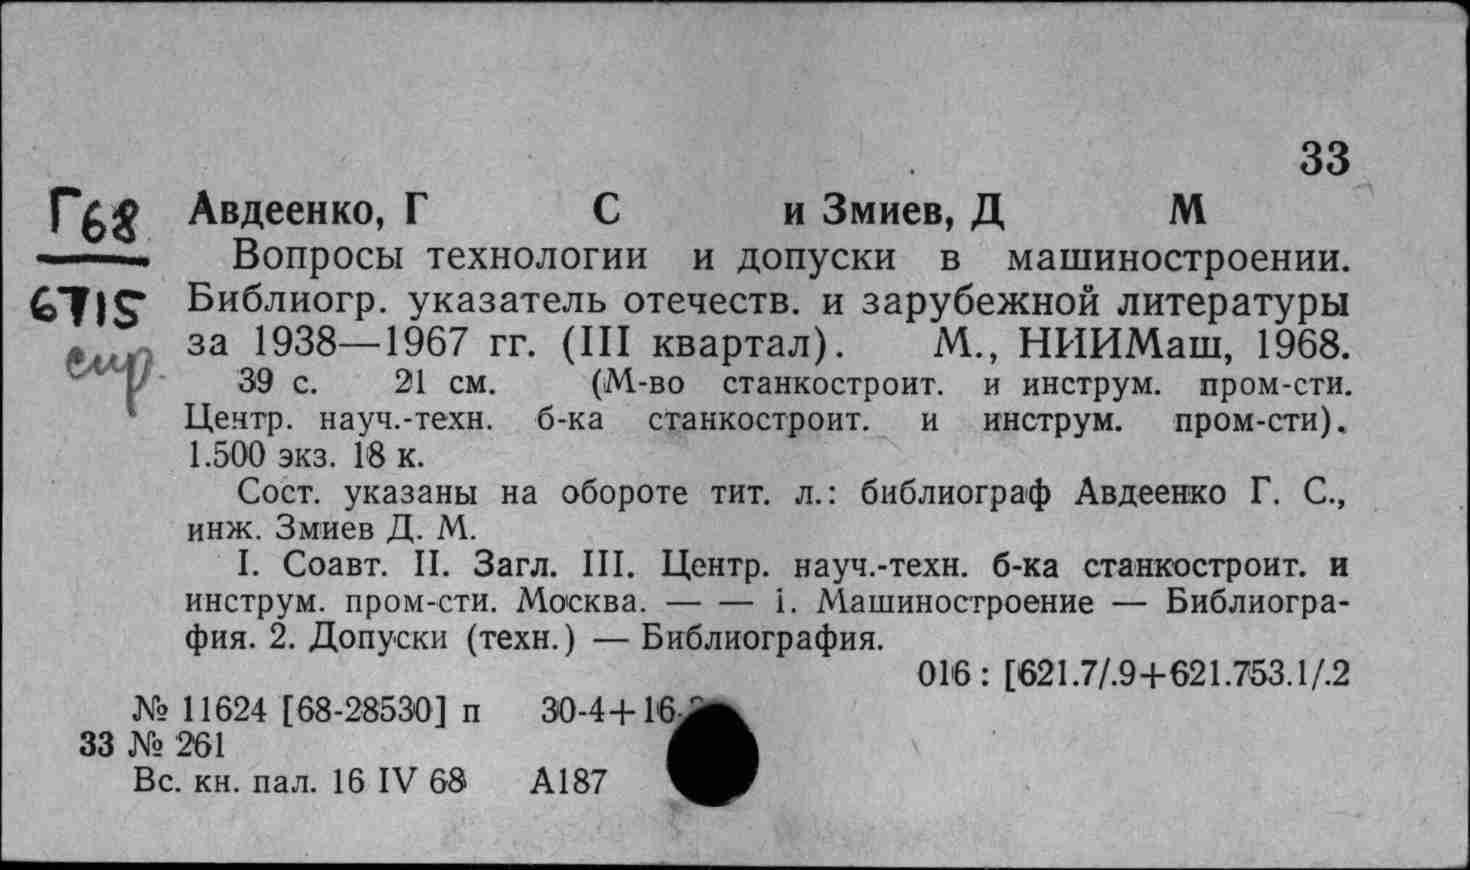 33
Г68
6715
Авдеенко, Г С и Змиев, Д М
Вопросы технологии и допуски в машиностроении.
Библиогр. указатель отечеств. и зарубежной литературы
за 1938—1967 гг. (III квартал). М., НИИМаш, 1968.
39 с. 21 см. (М-во станкостроит. и инструм. пром-сти.
Центр. науч.-техн. б-ка станкостроит. и инструм. пром-сти).
1.500 экз. 18 к.
Сост. указаны на обороте тит. л.: библиограф Авдеенко Г. С.,
инж. Змиев Д. М.
I. Соавт. II. Загл. III. Центр. науч.-техн. б-ка станкостроит. и
инструм. пром-сти. Москва. — — 1. Машиностроение — Библиогра-
фия. 2. Допуски (техн.) — Библиография.
016 : [621.7/.9+621.753.1/.2
№ 11624 [68-28530] п 30-4+16
33 № 261
Вс. кн. пал. 16 IV 68 А187